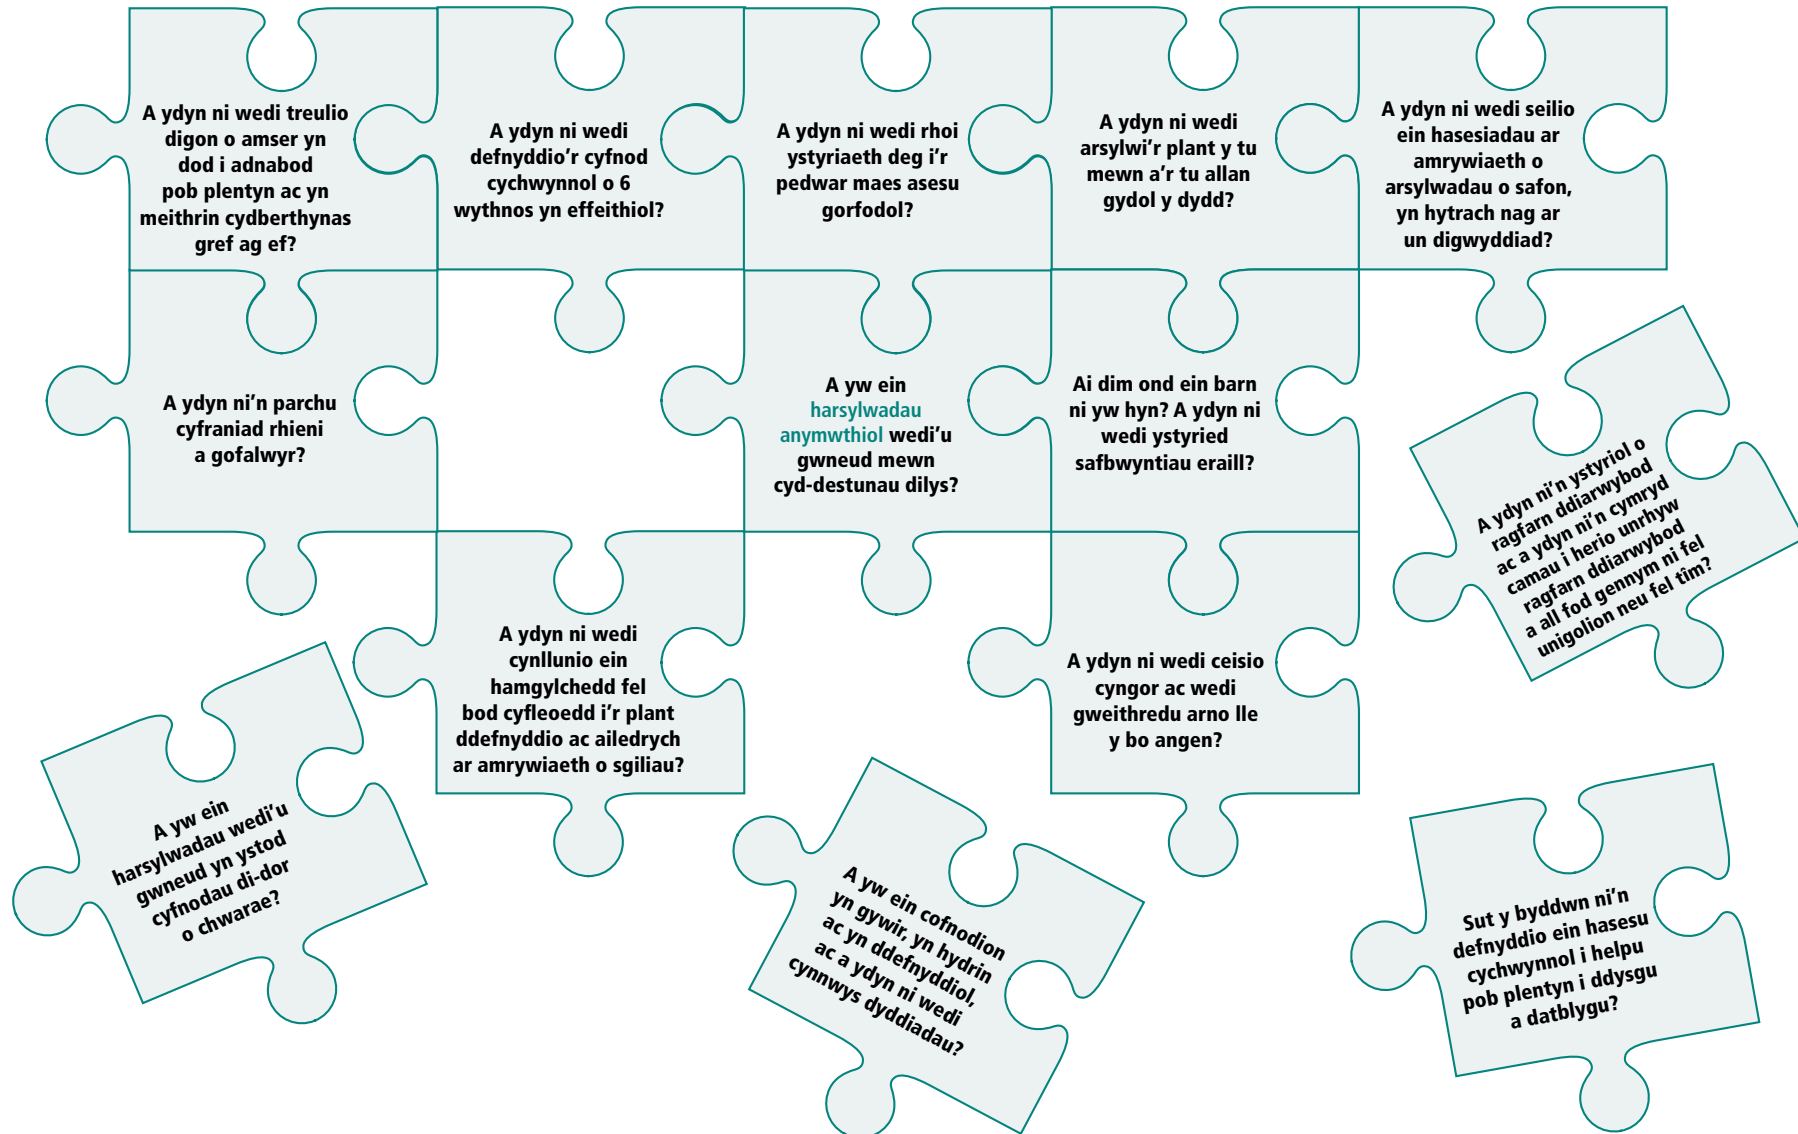 A ydyn ni wedi treulio
digon o amser yn
dod i adnabod
pob plentyn ac yn
meithrin cydberthynas
gref ag ef?
A ydyn ni wedi
defnyddio'r cyfnod
cychwynnol o 6
wythnos yn effeithiol?
A ydyn ni wedi rhoi
ystyriaeth deg i'r
pedwar maes asesu
gorfodol?
A ydyn ni wedi
arsylwi'r plant y tu
mewn a'r tu allan
gydol y dydd?
A ydyn ni wedi seilio
ein hasesiadau ar
amrywiaeth o
arsylwadau o safon,
yn hytrach nag ar
un digwyddiad?
A ydyn ni'n parchu
cyfraniad rhieni
a gofalwyr?
A yw ein
harsylwadau
anymwthiol wedi'u
gwneud mewn
cyd-destunau dilys?
Ai dim ond ein barn
ni yw hyn? A ydyn ni
wedi ystyried
safbwyntiau eraill?
A ydyn ni'n ystyriol o
ragfarn ddiarwybod
ac a ydyn ni'n cymryd
camau i herio unrhyw
ragfarn ddiarwybod
a all fod gennym ni fel
unigolion neu fel tîm?
A ydyn ni wedi
cynllunio ein
hamgylchedd fel
bod cyfleoedd i'r plant
ddefnyddio ac ailedrych
ar amrywiaeth o sgiliau?
A ydyn ni wedi ceisio
cyngor ac wedi
gweithredu arno lle
y bo angen?
A yw ein
harsylwadau wedi'u
gwneud yn ystod
cyfnodau di-dor
o chwarae?
A yw ein cofnodion
yn gywir, yn hydrin
ac yn ddefnyddiol,
ac a ydyn ni wedi
cynnwys dyddiadau?
Sut y byddwn ni'n
defnyddio ein hasesu
cychwynnol i helpu
pob plentyn i ddysgu
a datblygu?